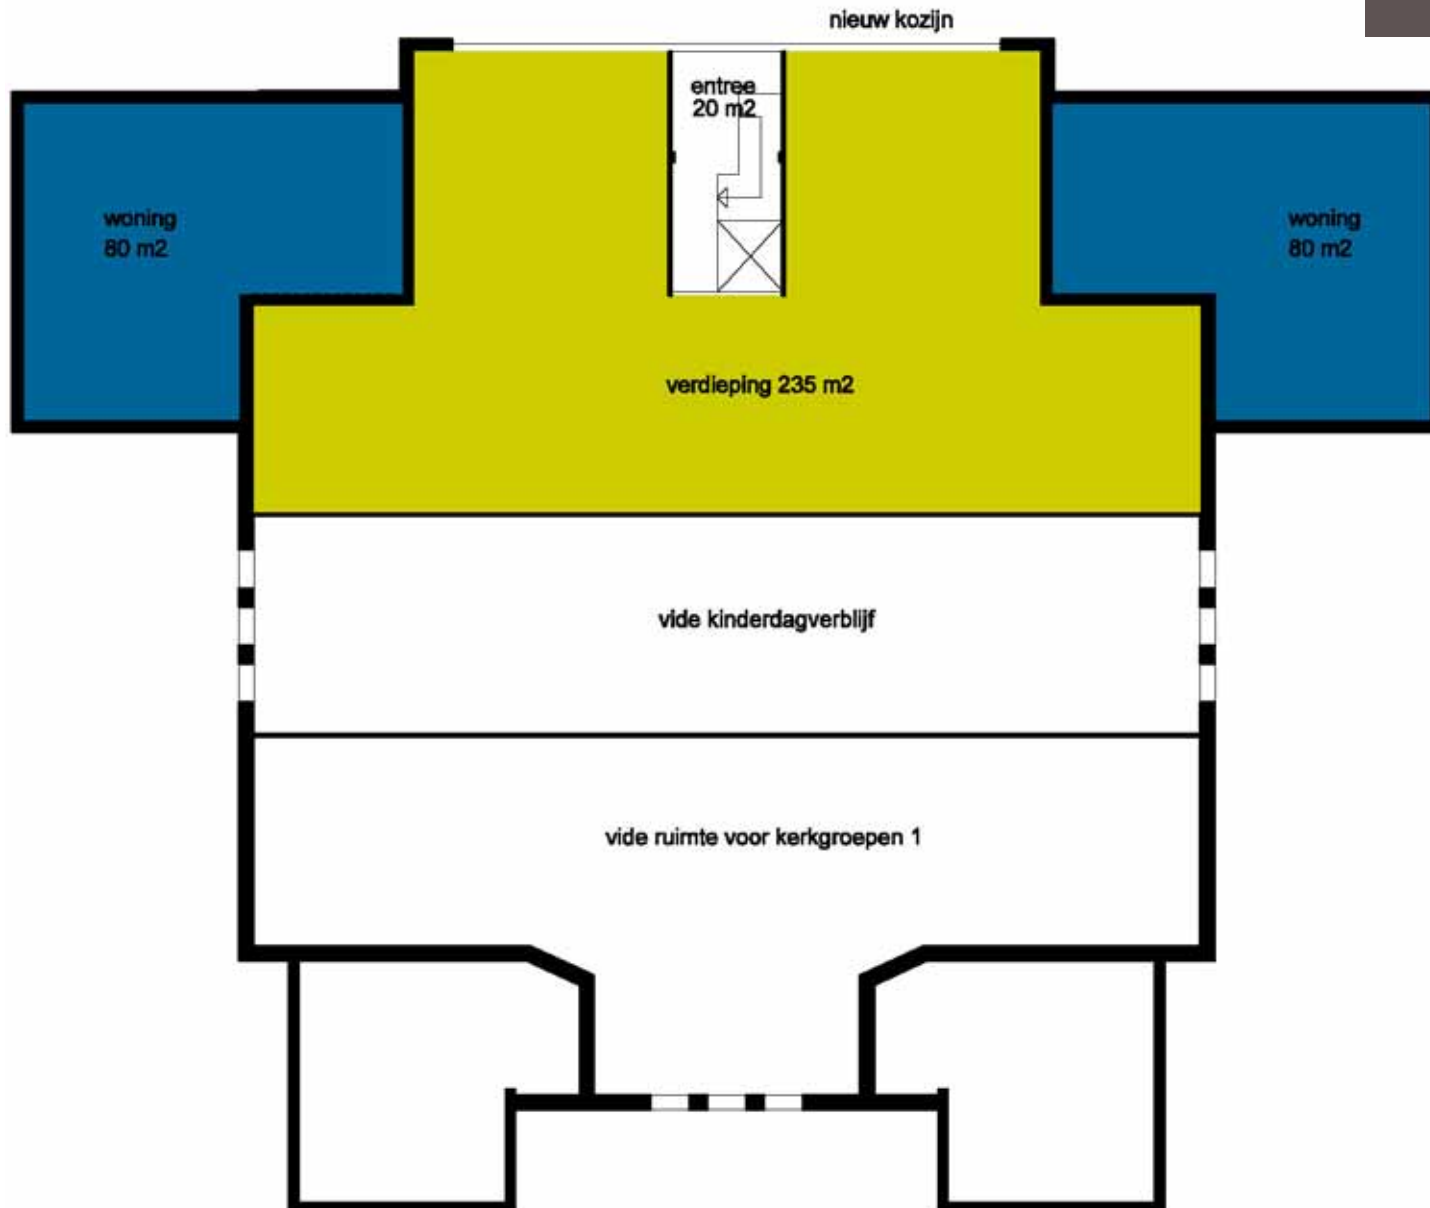 nieuw kozijn
entree
20 m2
woning
80 m2
woning
80 m2
verdieping 235 m2
vide kinderdagverblijf
vide ruimte voor kerkgroepen 1